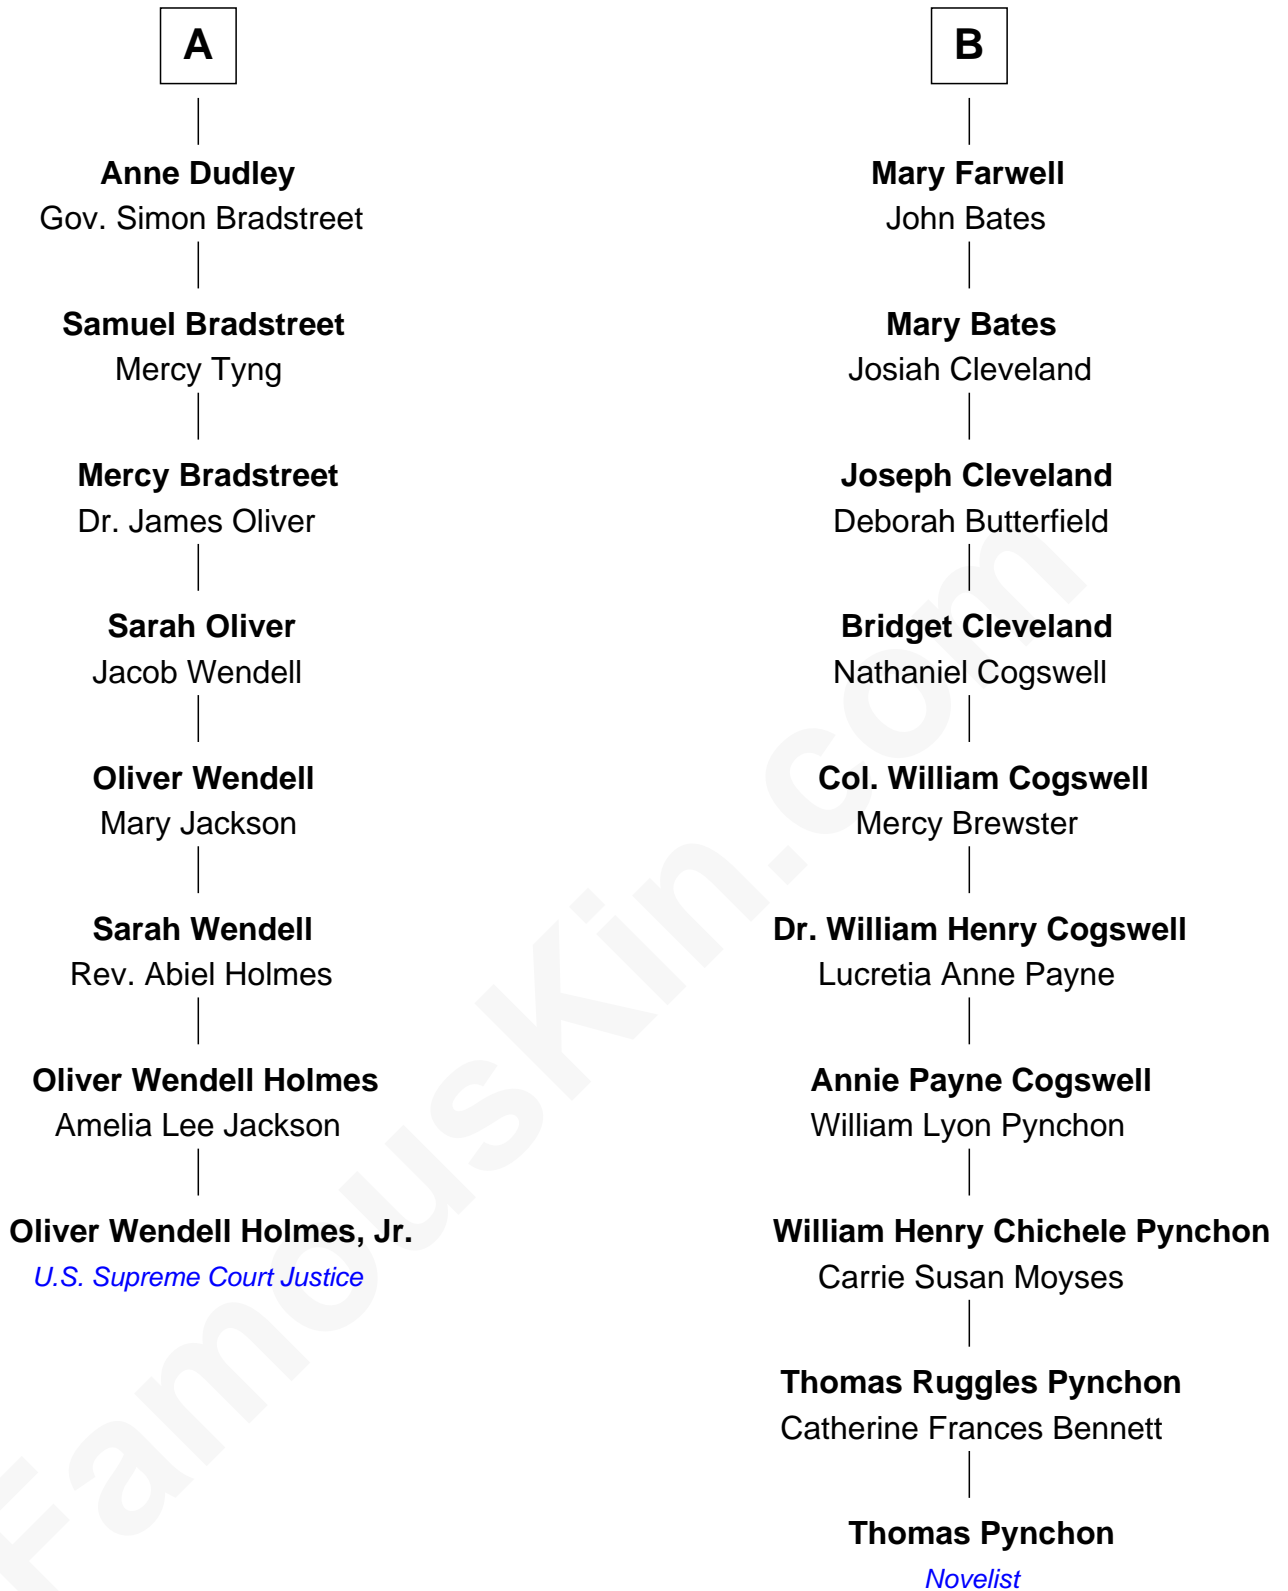 A
Anne Dudley
Gov. Simon Bradstreet
Samuel Bradstreet
Mercy Tyng
Mercy Bradstreet
Dr. James Oliver
Sarah Oliver
Jacob Wendell
Oliver Wendell
Mary Jackson
Sarah Wendell
Rev. Abiel Holmes
Oliver Wendell Holmes
Amelia Lee Jackson
Oliver Wendell Holmes, Jr.
U.S. Supreme Court Justice
B
Mary Farwell
John Bates
Mary Bates
Josiah Cleveland
Joseph Cleveland
Deborah Butterfield
Bridget Cleveland
Nathaniel Cogswell
Col. William Cogswell
Mercy Brewster
Dr. William Henry Cogswell
Lucretia Anne Payne
Annie Payne Cogswell
William Lyon Pynchon
William Henry Chichele Pynchon
Carrie Susan Moyses
Thomas Ruggles Pynchon
Catherine Frances Bennett
Thomas Pynchon
Novelist
FamousKin.com